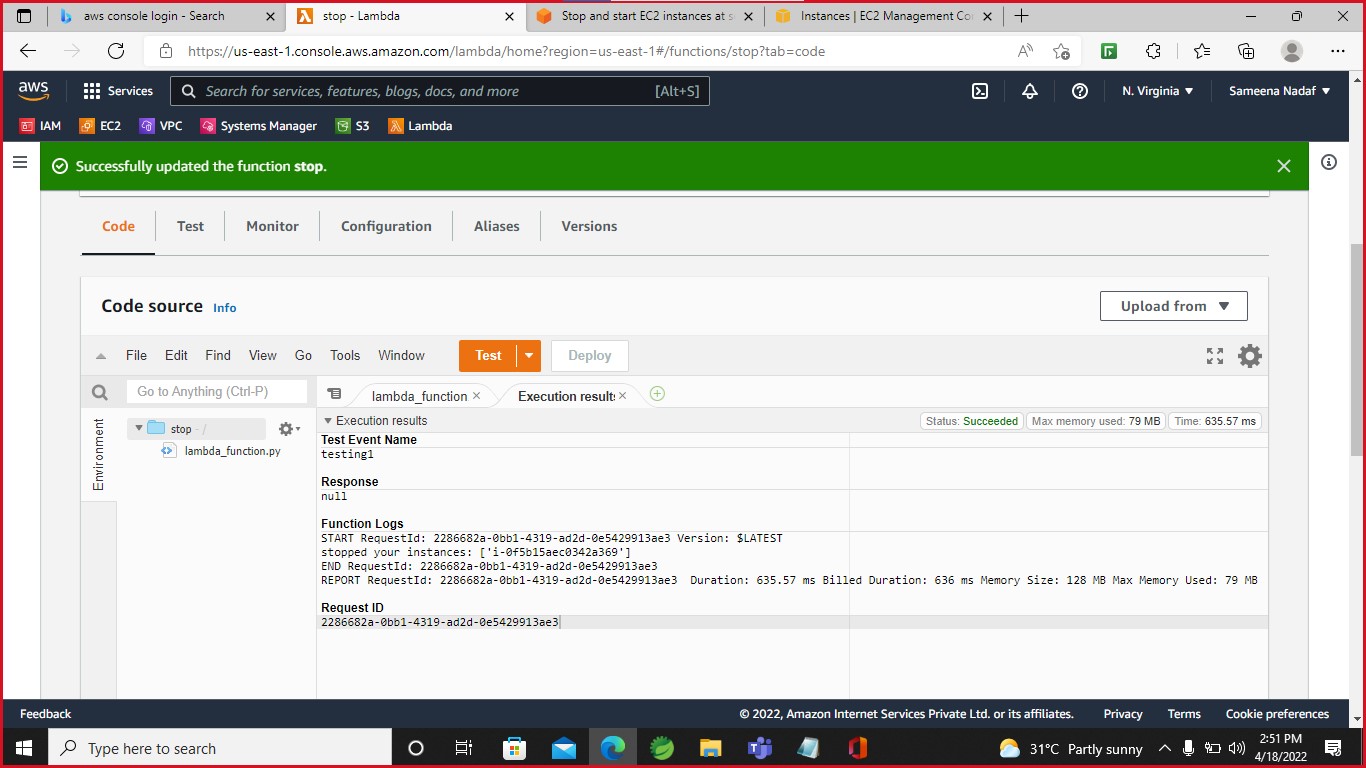 aws console login - Search
stop - Lambda
Stop and start EC2 instances at s
Instances | EC2 Management Co
https://us-east-1.console.aws.amazon.com/lambda/home?region=us-east-1#/functions/stop?tab=code
aws
Services
Search for services, features, blogs, docs, and more
[Alt+S]
N. Virginia
Sameena Nadaf
IAM
EC2
VPC
Systems Manager
S3
Lambda
Successfully updated the function stop.
Code
Test
Monitor
Configuration
Aliases
Versions
Code source Info
Upload from
File Edit Find View Go Tools Window
Test
Deploy
Go to Anything (Ctrl-P)
lambda_function
Execution results
Environment
stop - /
lambda_function.py
Execution results
Status: Succeeded
Max memory used: 79 MB
Time: 635.57 ms
Test Event Name
testing1
Response
null
Function Logs
START RequestId: 2286682a-0bb1-4319-ad2d-0e5429913ae3 Version: $LATEST
stopped your instances: ['i-0f5b15aec0342a369']
END RequestId: 2286682a-0bb1-4319-ad2d-0e5429913ae3
REPORT RequestId: 2286682a-0bb1-4319-ad2d-0e5429913ae3 Duration: 635.57 ms Billed Duration: 636 ms Memory Size: 128 MB Max Memory Used: 79 MB
Request ID
2286682a-0bb1-4319-ad2d-0e5429913ae3
Feedback
© 2022, Amazon Internet Services Private Ltd. or its affiliates.
Privacy
Terms
Cookie preferences
Type here to search
31°C Partly sunny
2:51 PM
4/18/2022